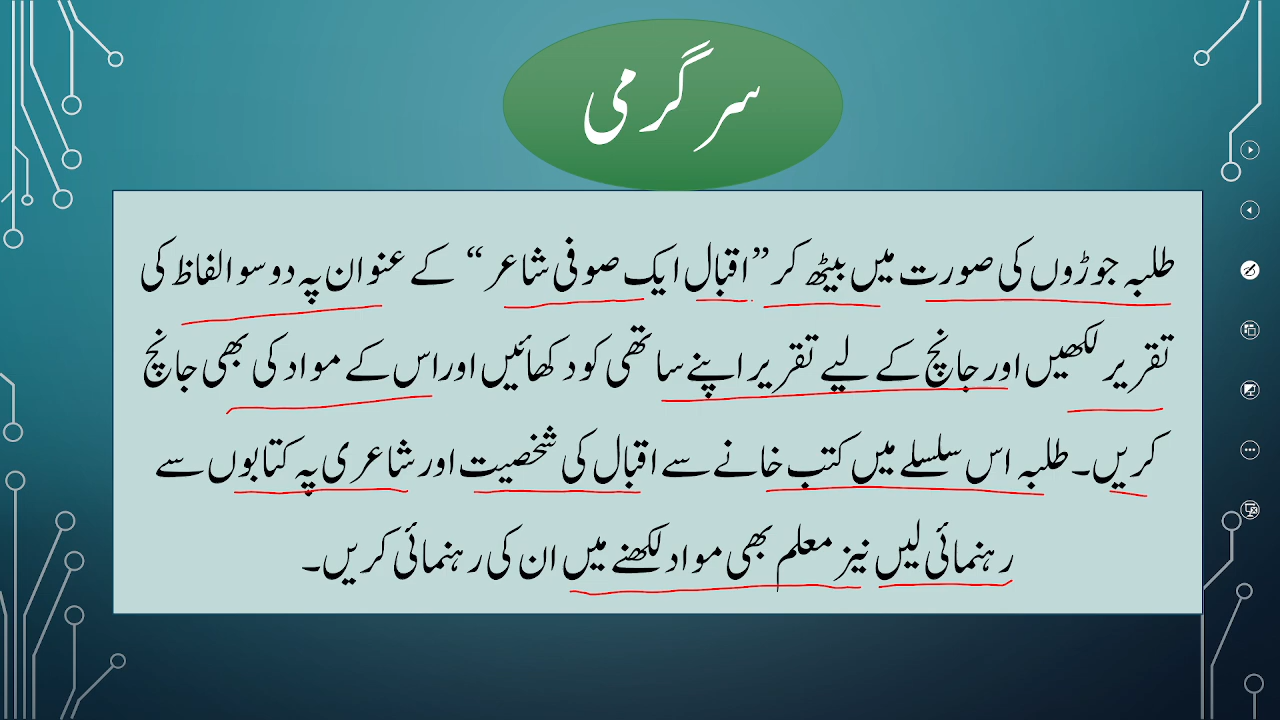 سرگرمی
طلبہ جوڑوں کی صورت میں بیٹھ کر ”اقبال ایک صوفی شاعر“ کے عنوان پہ دو سو الفاظ کی
تقریر لکھیں اور جانچ کے لیے تقریر اپنے ساتھی کو دکھائیں اور اس کے مواد کی بھی جانچ
کریں۔ طلبہ اس سلسلے میں کتب خانے سے اقبال کی شخصیت اور شاعری پہ کتابوں سے
رہنمائی لیں نیز معلم بھی مواد لکھنے میں ان کی رہنمائی کریں۔